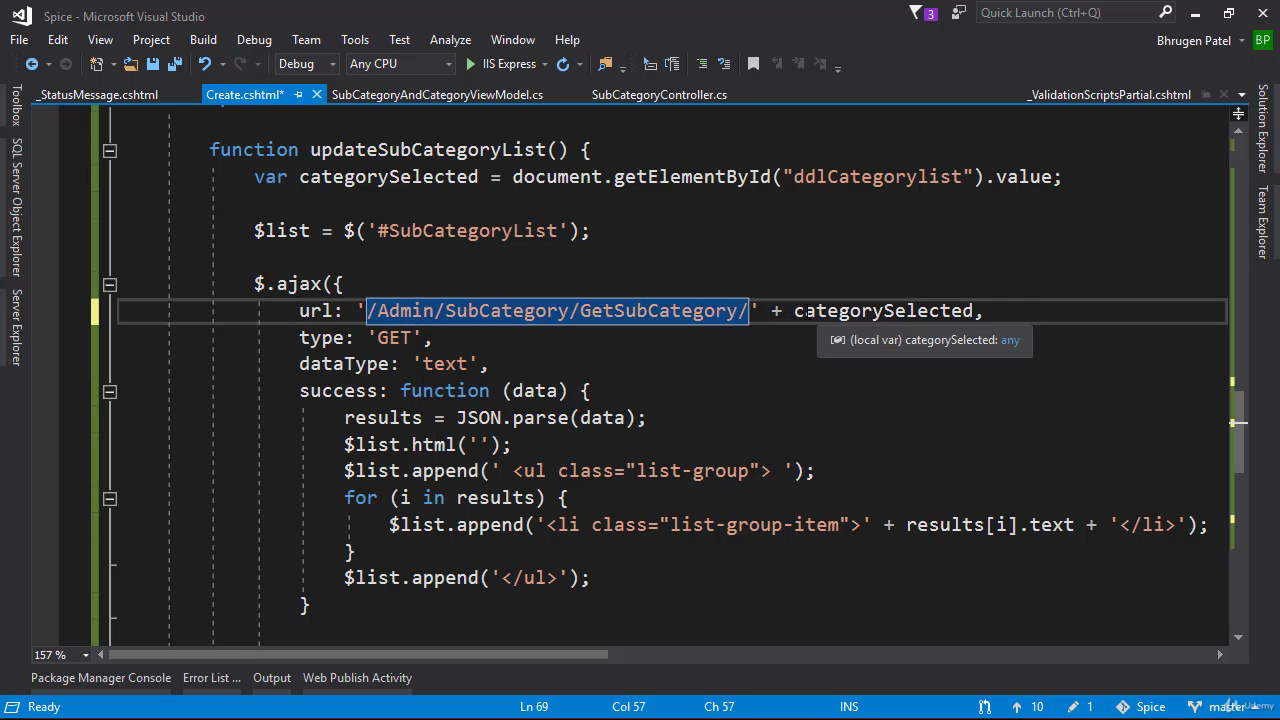 Spice - Microsoft Visual Studio
3
Quick Launch (Ctrl+Q)
File Edit View Project Build Debug Team Tools Test Analyze Window Help
Bhrugen Patel BP
Debug Any CPU IIS Express
_StatusMessage.cshtml Create.cshtml* SubCategoryAndCategoryViewModel.cs SubCategoryController.cs _ValidationScriptsPartial.cshtml
Toolbox
SQL Server Object Explorer
Server Explorer
function updateSubCategoryList() {
var categorySelected = document.getElementById("ddlCategorylist").value;
$list = $('#SubCategoryList');
$.ajax({
url: '/Admin/SubCategory/GetSubCategory/' + categorySelected,
(local var) categorySelected: any
type: 'GET',
dataType: 'text',
success: function (data) {
results = JSON.parse(data);
$list.html('');
$list.append(' <ul class="list-group"> ');
for (i in results) {
$list.append('<li class="list-group-item">' + results[i].text + '</li>');
}
$list.append('</ul>');
}
Solution Explorer
Team Explorer
157 %
Package Manager Console Error List ... Output Web Publish Activity
Ready Ln 69 Col 57 Ch 57 INS 10 1 Spice master
Udemy